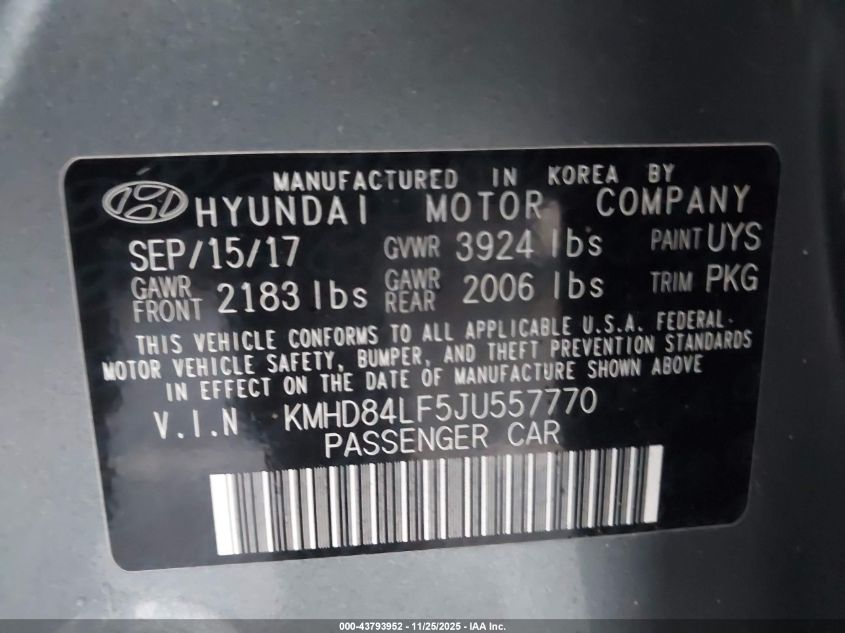 MANUFACTURED IN KOREA BY
HYUNDAI MOTOR COMPANY
SEP/15/17 GVWR 3924 lbs PAINT UYS
GAWR FRONT 2183 lbs GAWR REAR 2006 lbs TRIM PKG
THIS VEHICLE CONFORMS TO ALL APPLICABLE U.S.A. FEDERAL-
MOTOR VEHICLE SAFETY, BUMPER, AND THEFT PREVENTION STANDARDS
IN EFFECT ON THE DATE OF MANUFACTURE SHOWN ABOVE
V.I.N KMHD84LF5JU557770
PASSENGER CAR
000-43793952 - 11/25/2025 - IAA Inc.